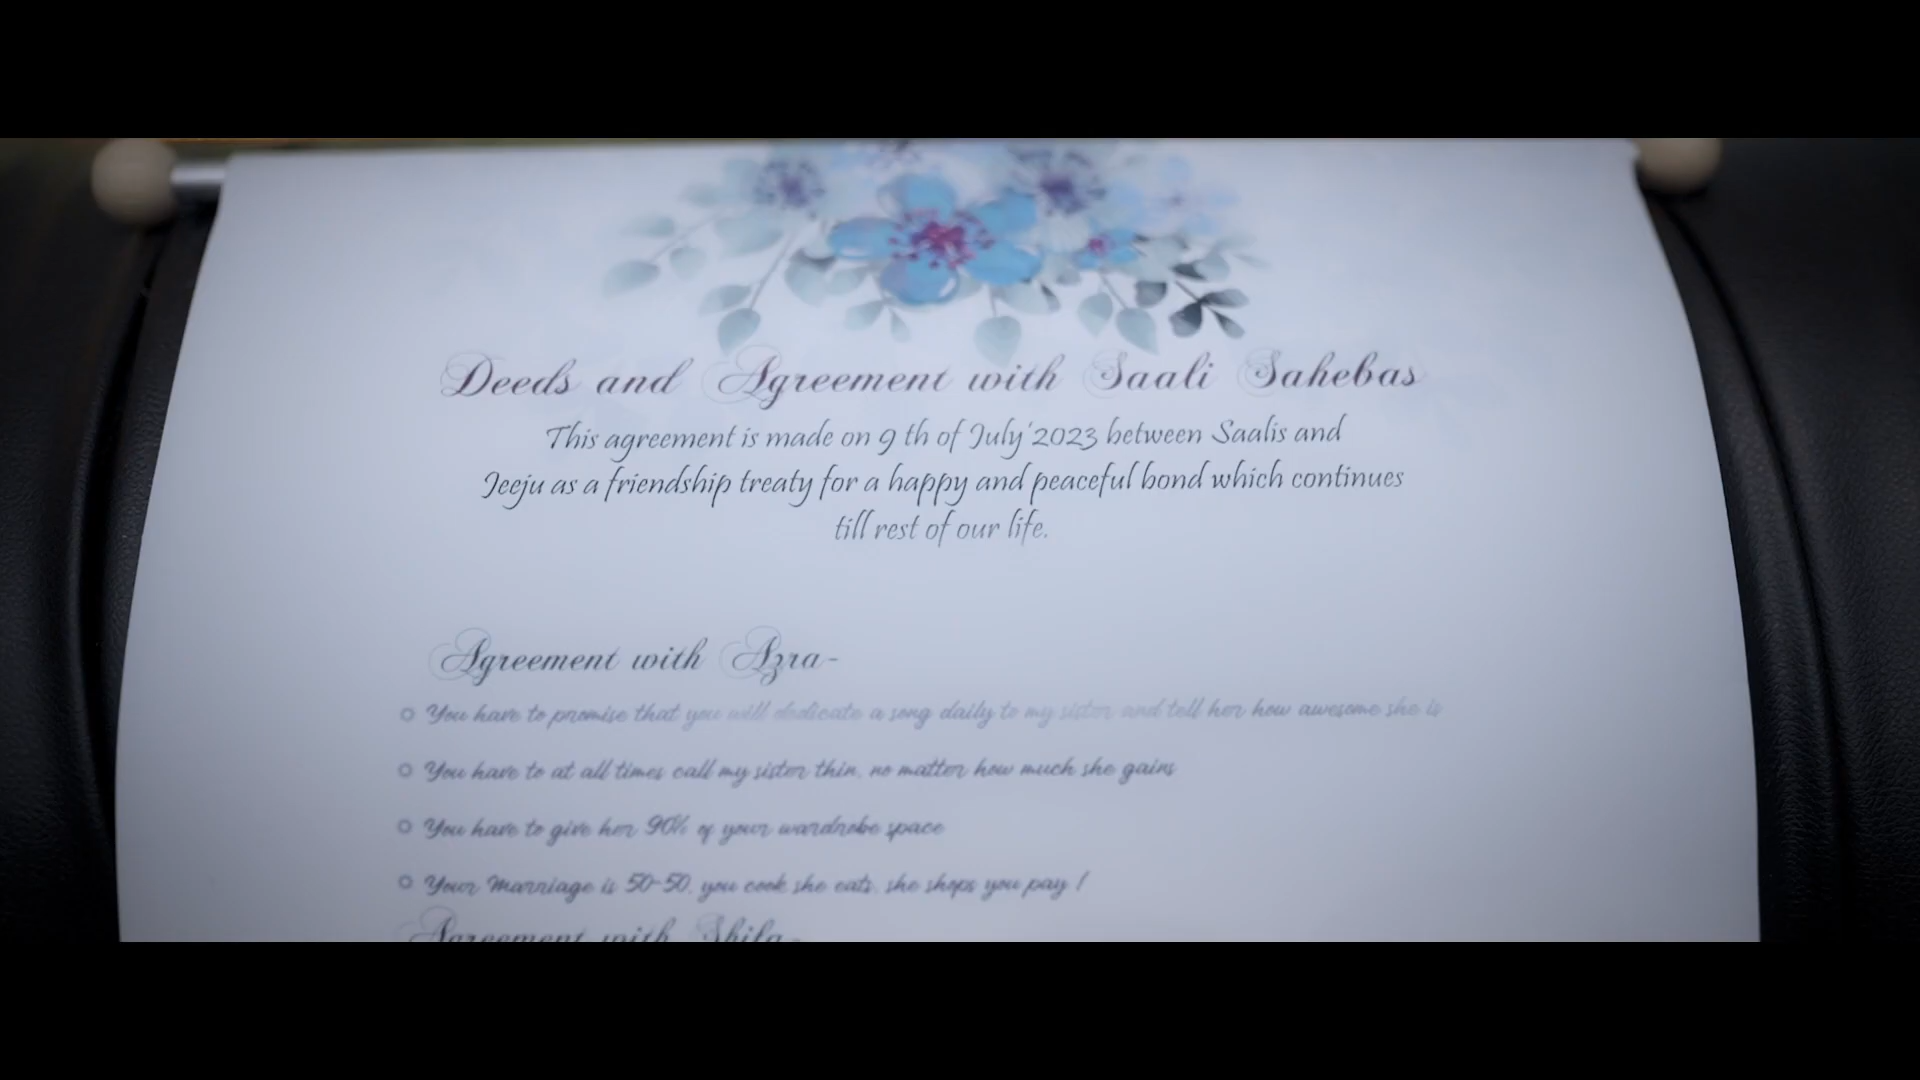 Deeds and Agreement with Saali Sahebas
This agreement is made on 9 th of July'2023 between Saalis and
Jeeju as a friendship treaty for a happy and peaceful bond which continues
till rest of our life.
Agreement with Azra-
You have to promise that you will dedicate a song daily to my sister and tell her how awesome she is
You have to at all times call my sister thin, no matter how much she gains
You have to give her 90% of your wardrobe space
Your Marriage is 50-50, you cook she eats, she shops you pay !
Agreement with Shifa-